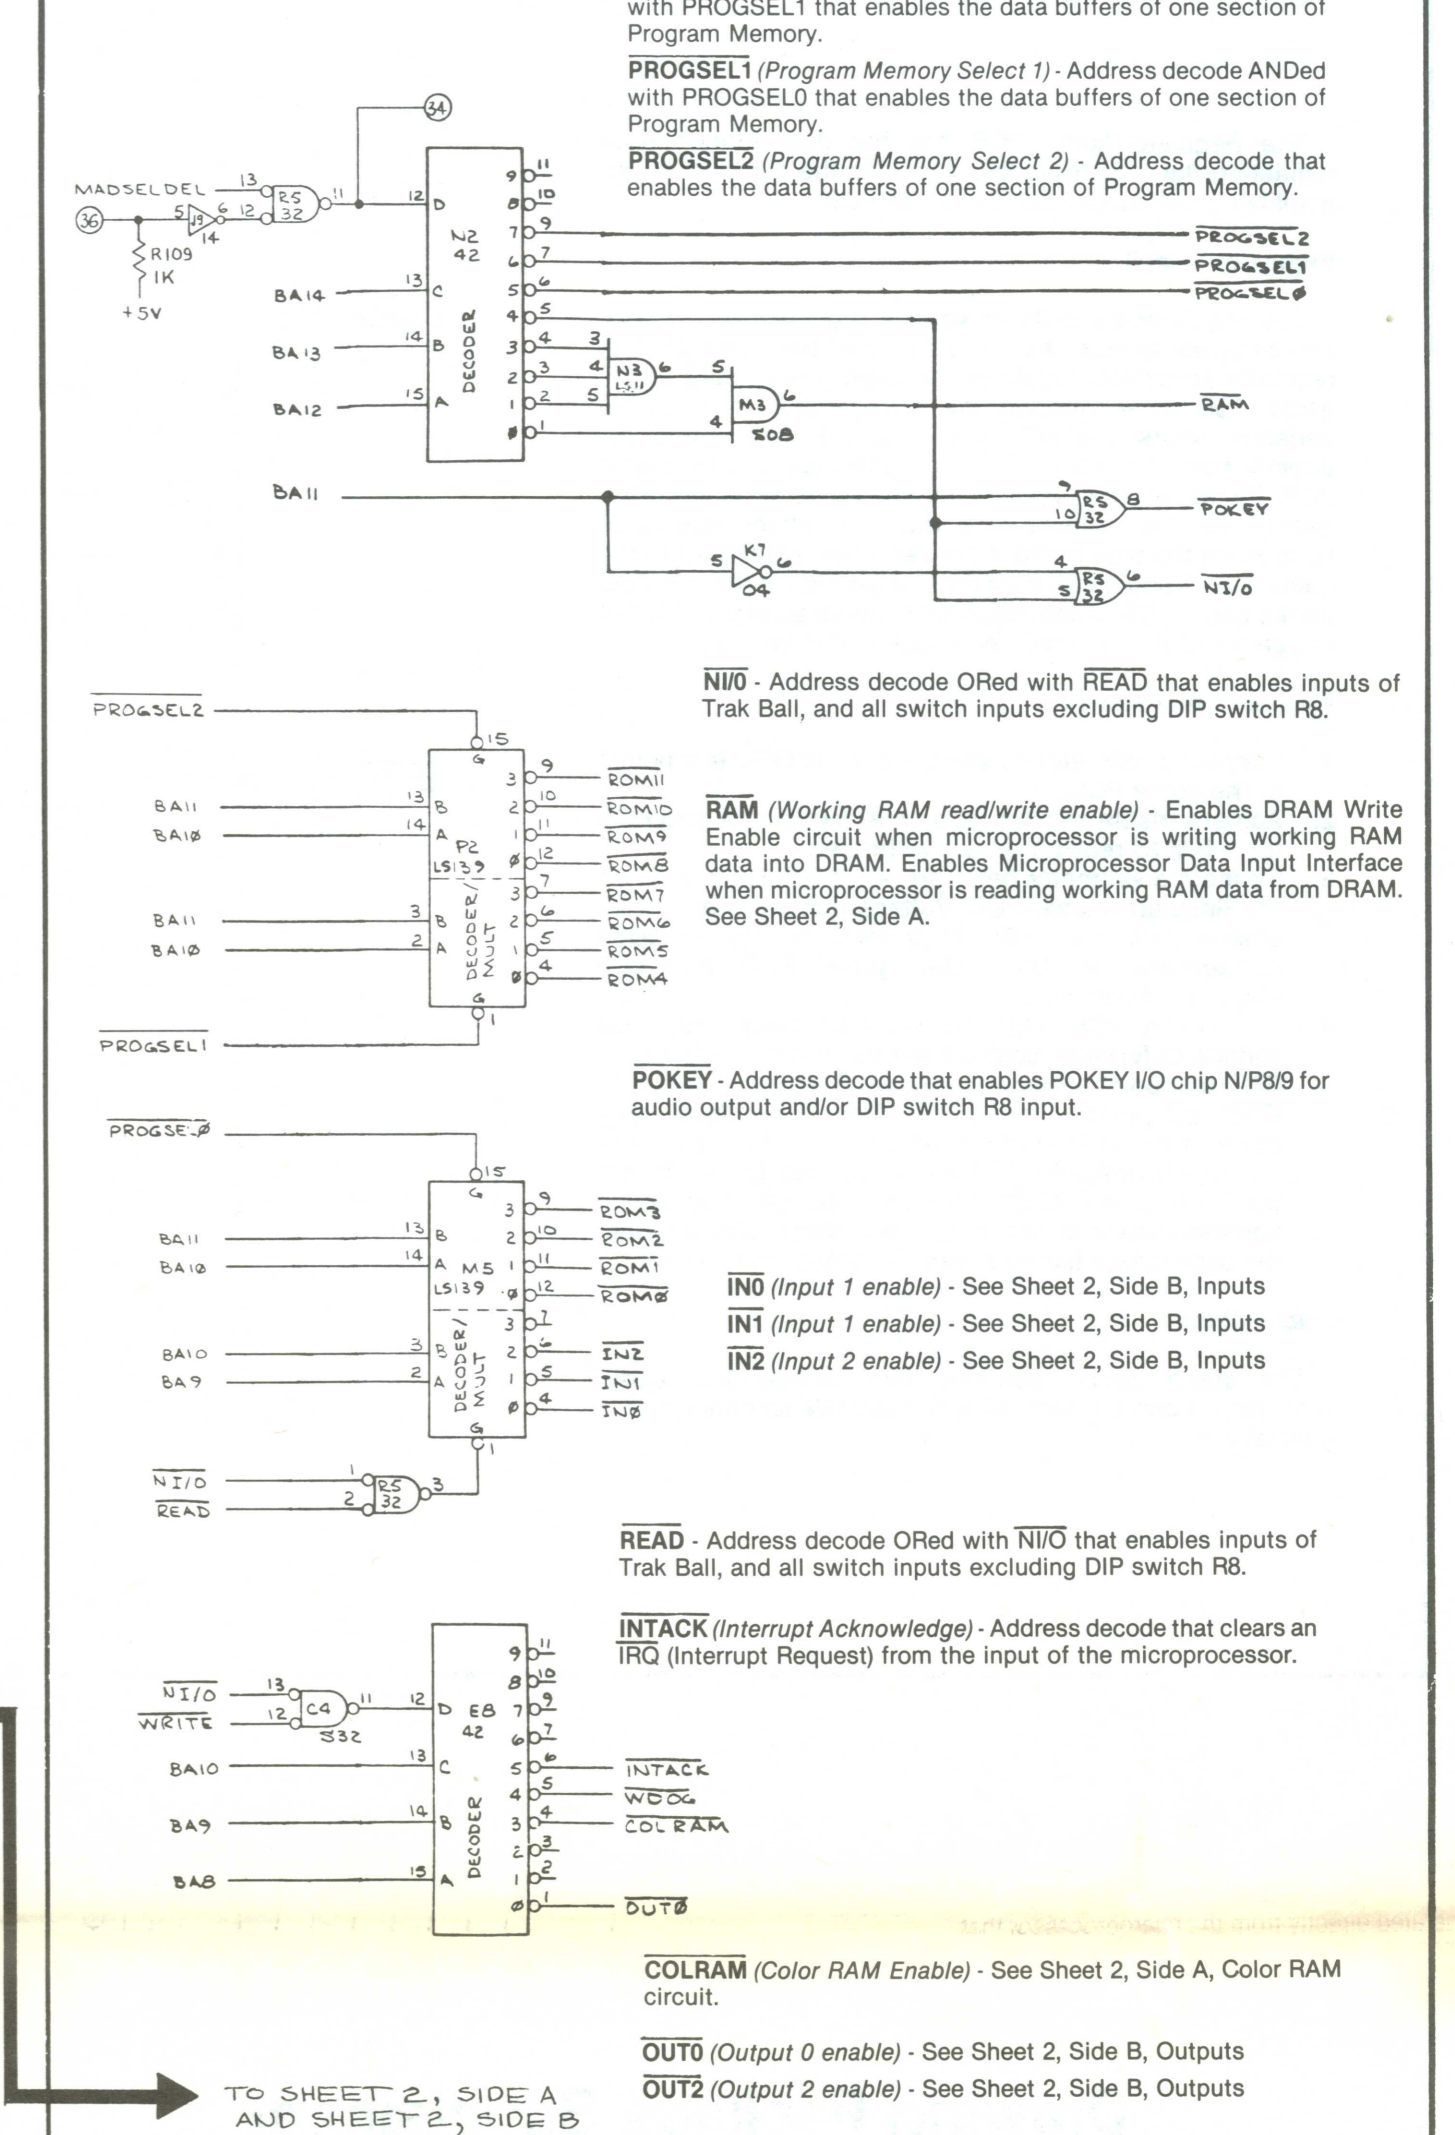 with PROGSEL1 that enables the data buffers of one section of
Program Memory.
PROGSEL1 (Program Memory Select 1) - Address decode ANDed
with PROGSEL0 that enables the data buffers of one section of
Program Memory.
PROGSEL2 (Program Memory Select 2) - Address decode that
enables the data buffers of one section of Program Memory.
34
MADSELDEL
13
R5
32
11
36
5
J9
6
12
14
R109
1K
+5V
12
D
N2
42
DECODER
BA14
13
C
BA13
14
B
BA12
15
A
9
11
8
10
7
9
PROGSEL2
6
7
PROGSEL1
5
6
PROGSELØ
4
5
3
4
3
2
3
4
N3
LS11
6
1
2
5
Ø
1
5
4
M3
S08
6
RAM
BA11
9
10
R5
32
8
POKEY
5
K7
04
6
4
5
R5
32
6
NI/O
NI/0 - Address decode ORed with READ that enables inputs of
Trak Ball, and all switch inputs excluding DIP switch R8.
PROGSEL2
15
G
BA11
13
B
BA1Ø
14
A
P2
LS139
3
9
ROM11
2
10
ROM10
1
11
ROM9
Ø
12
ROM8
3
7
ROM7
2
6
ROM6
1
5
ROM5
Ø
4
ROM4
BA11
3
B
BA1Ø
2
A
DECODER/
MULT
G
1
PROGSEL1
RAM (Working RAM read/write enable) - Enables DRAM Write
Enable circuit when microprocessor is writing working RAM
data into DRAM. Enables Microprocessor Data Input Interface
when microprocessor is reading working RAM data from DRAM.
See Sheet 2, Side A.
POKEY - Address decode that enables POKEY I/O chip N/P8/9 for
audio output and/or DIP switch R8 input.
PROGSELØ
15
G
BA11
13
B
BA1Ø
14
A
M5
LS139
3
9
ROM3
2
10
ROM2
1
11
ROM1
Ø
12
ROMØ
3
7
2
6
IN2
1
5
IN1
Ø
4
INØ
BA10
3
B
BA9
2
A
DECODER/
MULT
G
1
NI/O
1
READ
2
R5
32
3
IN0 (Input 1 enable) - See Sheet 2, Side B, Inputs
IN1 (Input 1 enable) - See Sheet 2, Side B, Inputs
IN2 (Input 2 enable) - See Sheet 2, Side B, Inputs
READ - Address decode ORed with NI/O that enables inputs of
Trak Ball, and all switch inputs excluding DIP switch R8.
INTACK (Interrupt Acknowledge) - Address decode that clears an
IRQ (Interrupt Request) from the input of the microprocessor.
NI/O
13
WRITE
12
C4
S32
11
12
D
E8
42
DECODER
BA10
13
C
BA9
14
B
BA8
15
A
9
11
8
10
7
9
6
7
5
6
INTACK
4
5
WDOG
3
4
COLRAM
2
3
1
2
Ø
1
OUTØ
COLRAM (Color RAM Enable) - See Sheet 2, Side A, Color RAM
circuit.
OUT0 (Output 0 enable) - See Sheet 2, Side B, Outputs
OUT2 (Output 2 enable) - See Sheet 2, Side B, Outputs
TO SHEET 2, SIDE A
AND SHEET 2, SIDE B